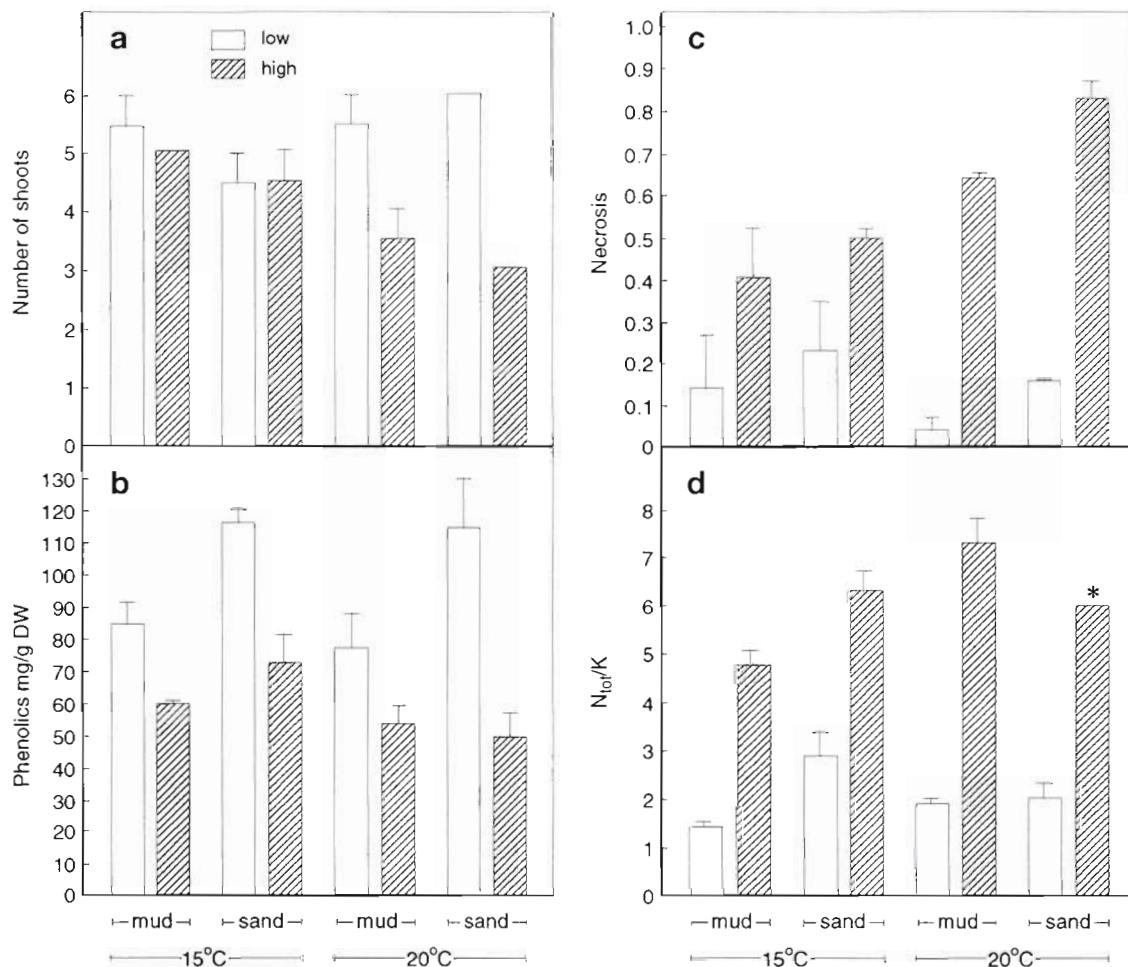 a
low
high
Number of shoots
6
5
4
3
2
1
0
b
Phenolics mg/g DW
130
120
110
100
90
80
70
60
50
40
30
20
10
0
mud
sand
mud
sand
15°C
20°C
c
Necrosis
1.0
0.9
0.8
0.7
0.6
0.5
0.4
0.3
0.2
0.1
0
d
*
Ntot/K
8
7
6
5
4
3
2
1
0
mud
sand
mud
sand
15°C
20°C